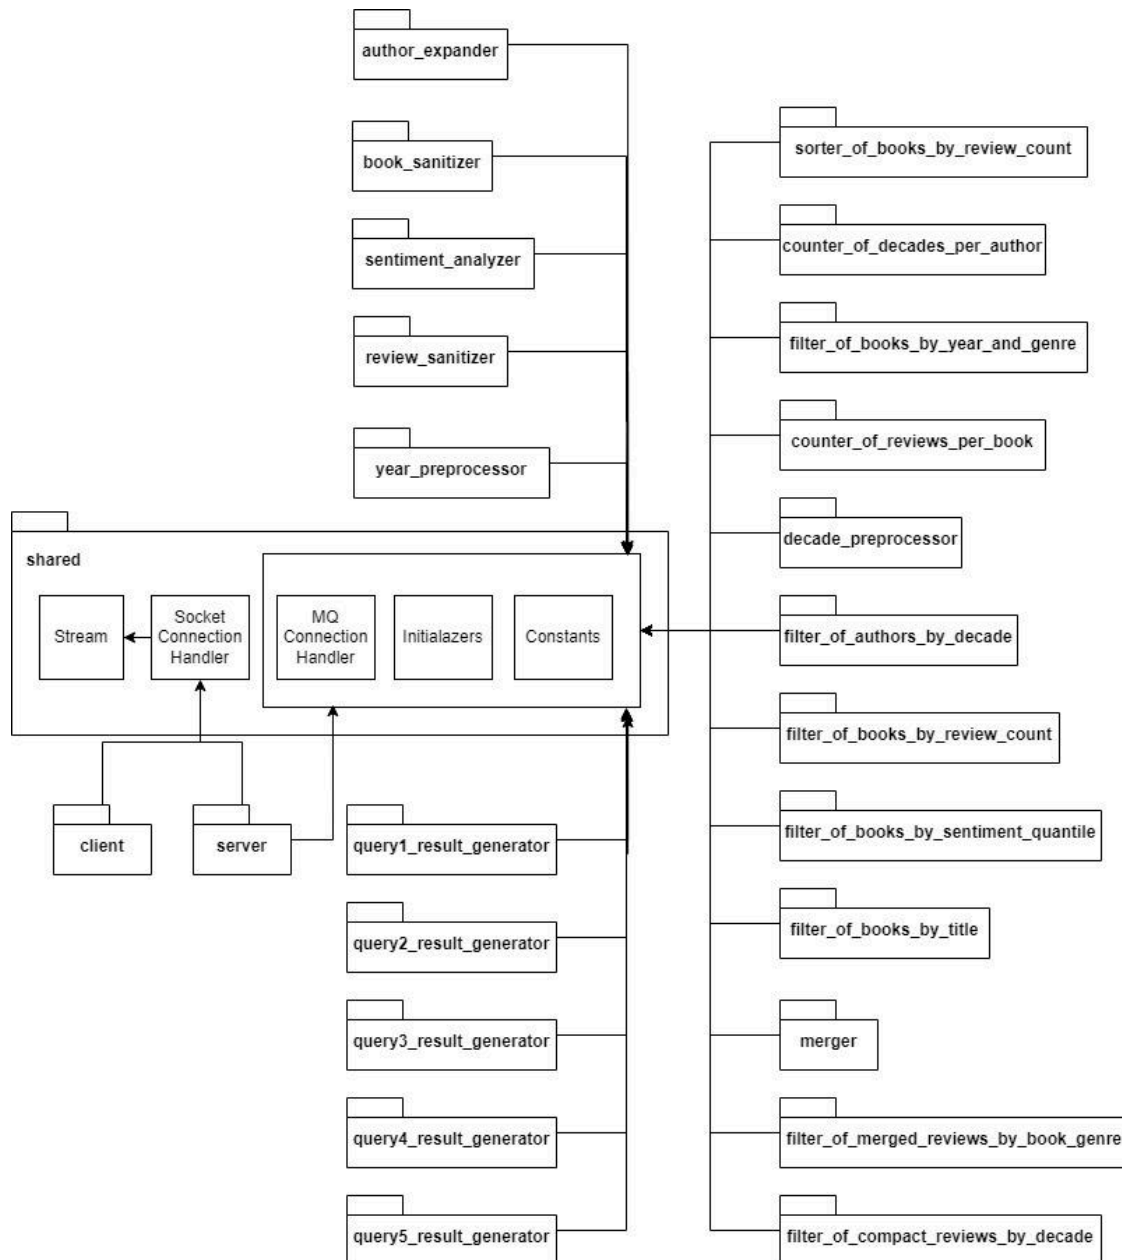 author_expander
book_sanitizer
sentiment_analyzer
review_sanitizer
year_preprocessor
shared
Stream
Socket
Connection
Handler
MQ
Connection
Handler
Initialazers
Constants
client
server
query1_result_generator
query2_result_generator
query3_result_generator
query4_result_generator
query5_result_generator
sorter_of_books_by_review_count
counter_of_decades_per_author
filter_of_books_by_year_and_genre
counter_of_reviews_per_book
decade_preprocessor
filter_of_authors_by_decade
filter_of_books_by_review_count
filter_of_books_by_sentiment_quantile
filter_of_books_by_title
merger
filter_of_merged_reviews_by_book_genre
filter_of_compact_reviews_by_decade